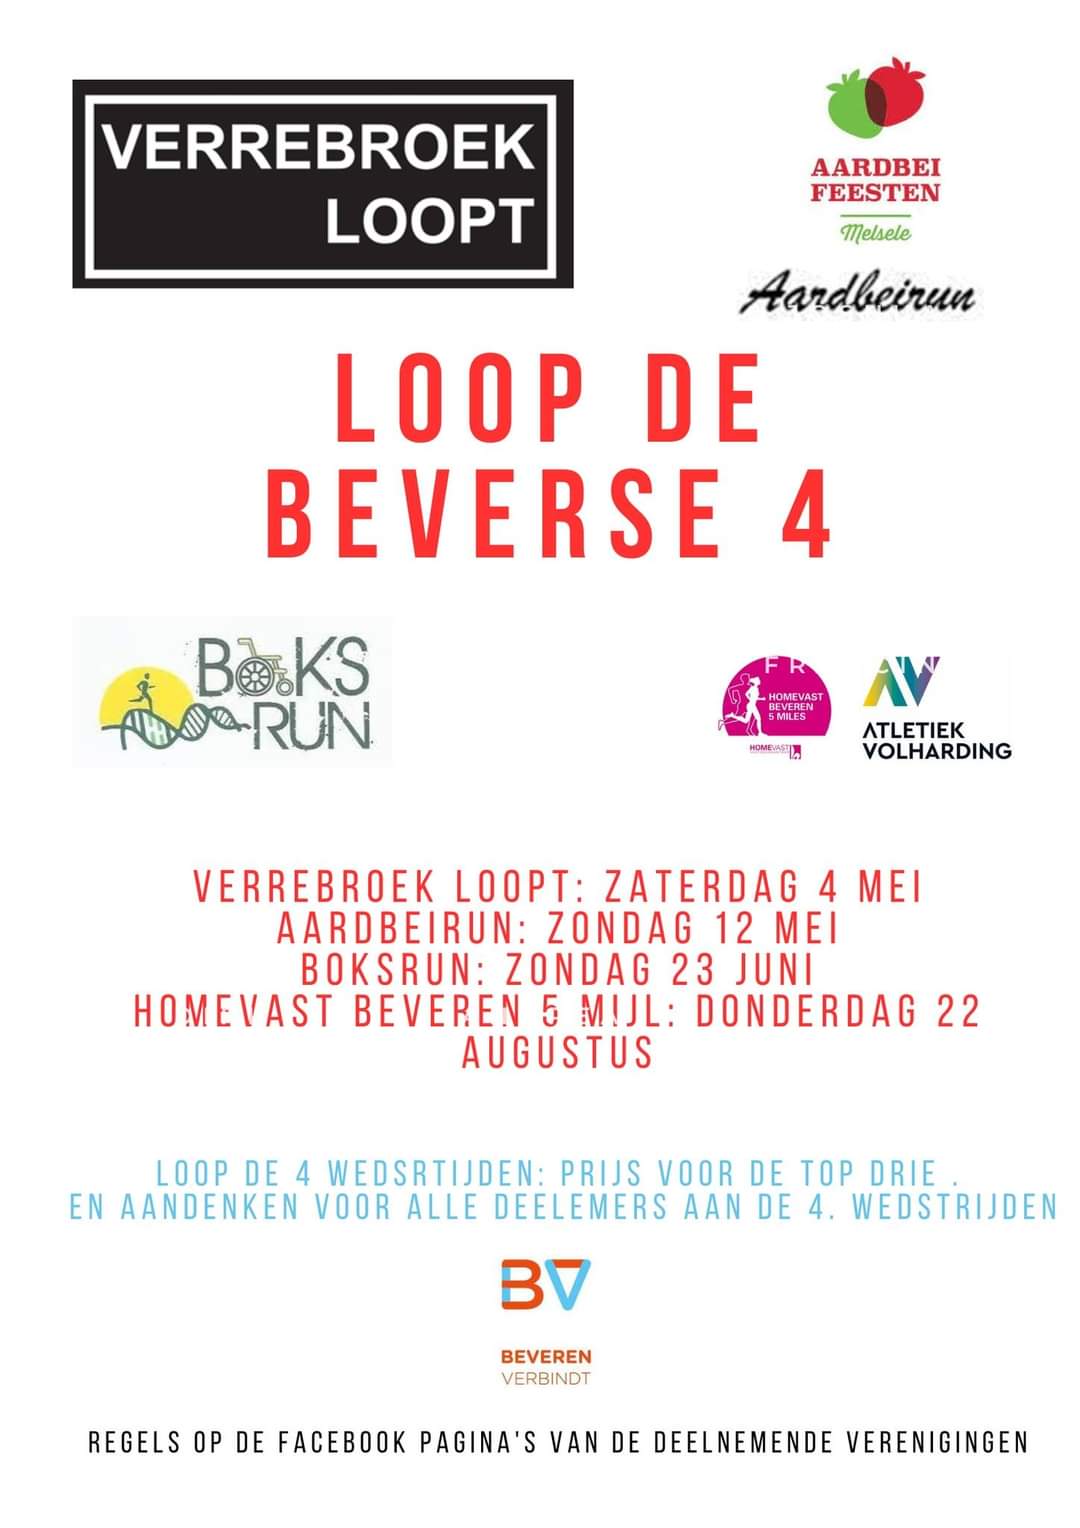 VERREBROEK
LOOPT
AARDBEI
FEESTEN
Melsele
Aardbeirun
LOOP DE
BEVERSE 4
BOKS
RUN
FR
HOMEVAST
BEVEREN
5 MILES
HOMEVAST
AV
ATLETIEK
VOLHARDING
VERREBROEK LOOPT: ZATERDAG 4 MEI
AARDBEIRUN: ZONDAG 12 MEI
BOKSRUN: ZONDAG 23 JUNI
HOMEVAST BEVEREN 5 MIJL: DONDERDAG 22
AUGUSTUS
LOOP DE 4 WEDSRTIJDEN: PRIJS VOOR DE TOP DRIE .
EN AANDENKEN VOOR ALLE DEELEMERS AAN DE 4. WEDSTRIJDEN
BV
BEVEREN
VERBINDT
REGELS OP DE FACEBOOK PAGINA'S VAN DE DEELNEMENDE VERENIGINGEN